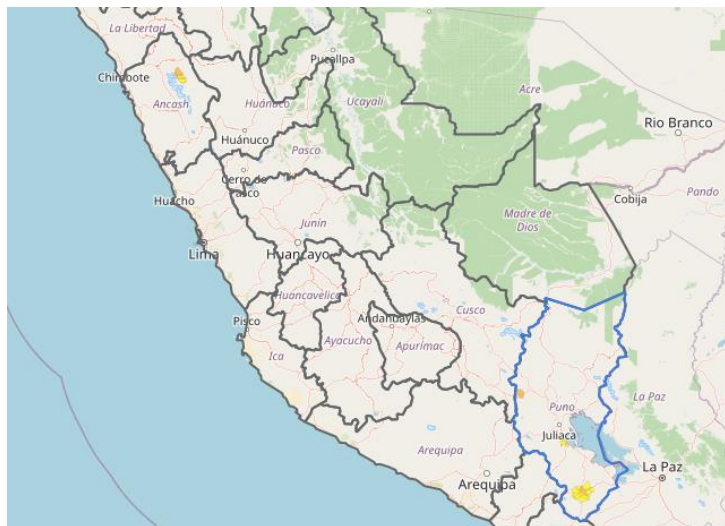 La Libertad
Pucallpa
Chimbote
Acre
Ancash
Huánuco
Ucayali
Rio Branco
Huánuco
Pasco
Cerro de
Pasco
Cobija
Pando
Huacho
Junín
Madre de
Dios
Lima
Huancayo
Huancavelica
Cusco
Pisco
Andahuaylas
Ica
Ayacucho
Apurímac
La Paz
Puno
Juliaca
Arequipa
La Paz
Arequipa